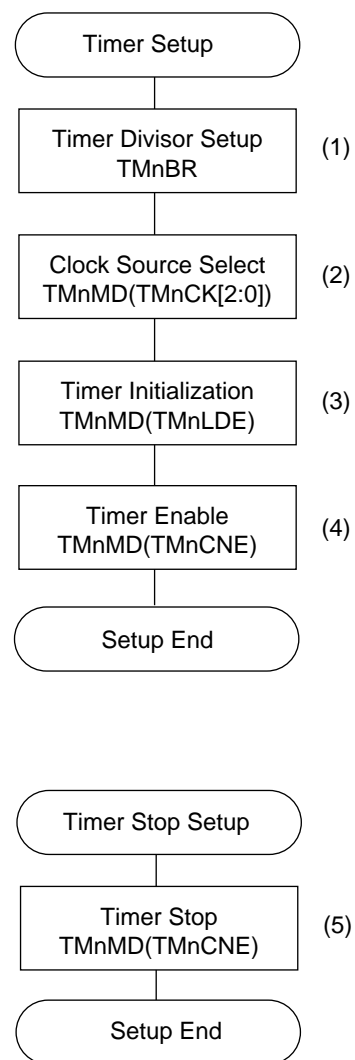 Timer Setup
Timer Divisor Setup
TMnBR
(1)
Clock Source Select
TMnMD(TMnCK[2:0])
(2)
Timer Initialization
TMnMD(TMnLDE)
(3)
Timer Enable
TMnMD(TMnCNE)
(4)
Setup End
Timer Stop Setup
Timer Stop
TMnMD(TMnCNE)
(5)
Setup End